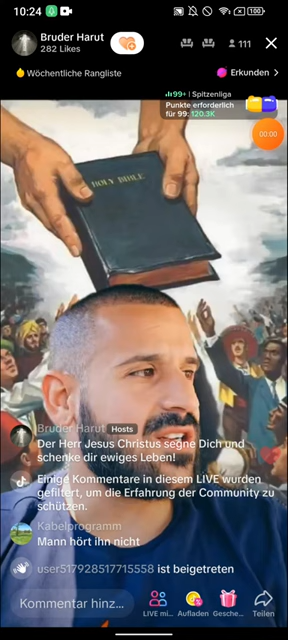 10:24
100
Bruder Harut
282 Likes
111
Wöchentliche Rangliste
Erkunden
99+ | Spitzenliga
Punkte erforderlich
für 99: 120.3K
00:00
HOLY BIBLE
Bruder Harut Hosts
Der Herr Jesus Christus segne Dich und
schenke dir ewiges Leben!
Einige Kommentare in diesem LIVE wurden
gefiltert, um die Erfahrung der Community zu
schützen.
Kabelprogramm
Mann hört ihn nicht
user517928517715558 ist beigetreten
Kommentar hinz...
LIVE mi...
Aufladen
Gesche...
Teilen